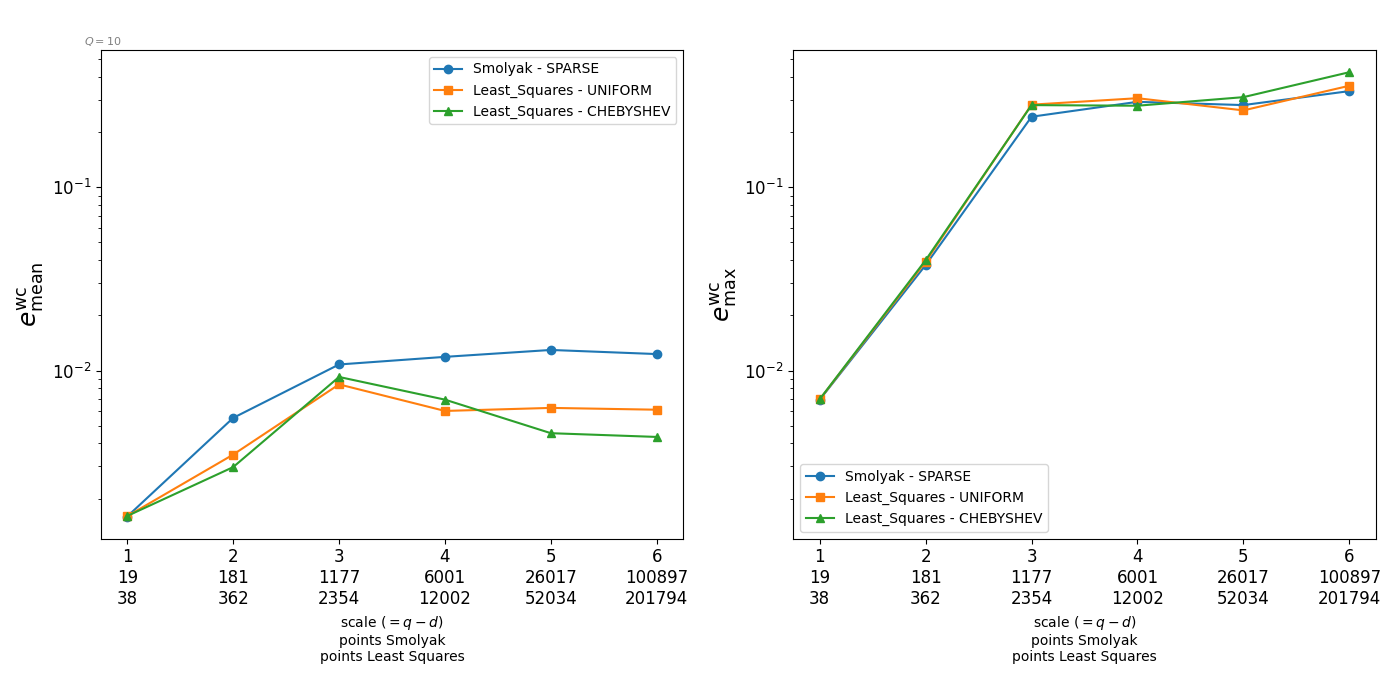 Q = 10
Smolyak - SPARSE
Least_Squares - UNIFORM
Least_Squares - CHEBYSHEV
10⁻¹
10⁻²
e^wc_mean
1 2 3 4 5 6
19 181 1177 6001 26017 100897
38 362 2354 12002 52034 201794
scale (= q − d)
points Smolyak
points Least Squares
10⁻¹
10⁻²
e^wc_max
Smolyak - SPARSE
Least_Squares - UNIFORM
Least_Squares - CHEBYSHEV
1 2 3 4 5 6
19 181 1177 6001 26017 100897
38 362 2354 12002 52034 201794
scale (= q − d)
points Smolyak
points Least Squares